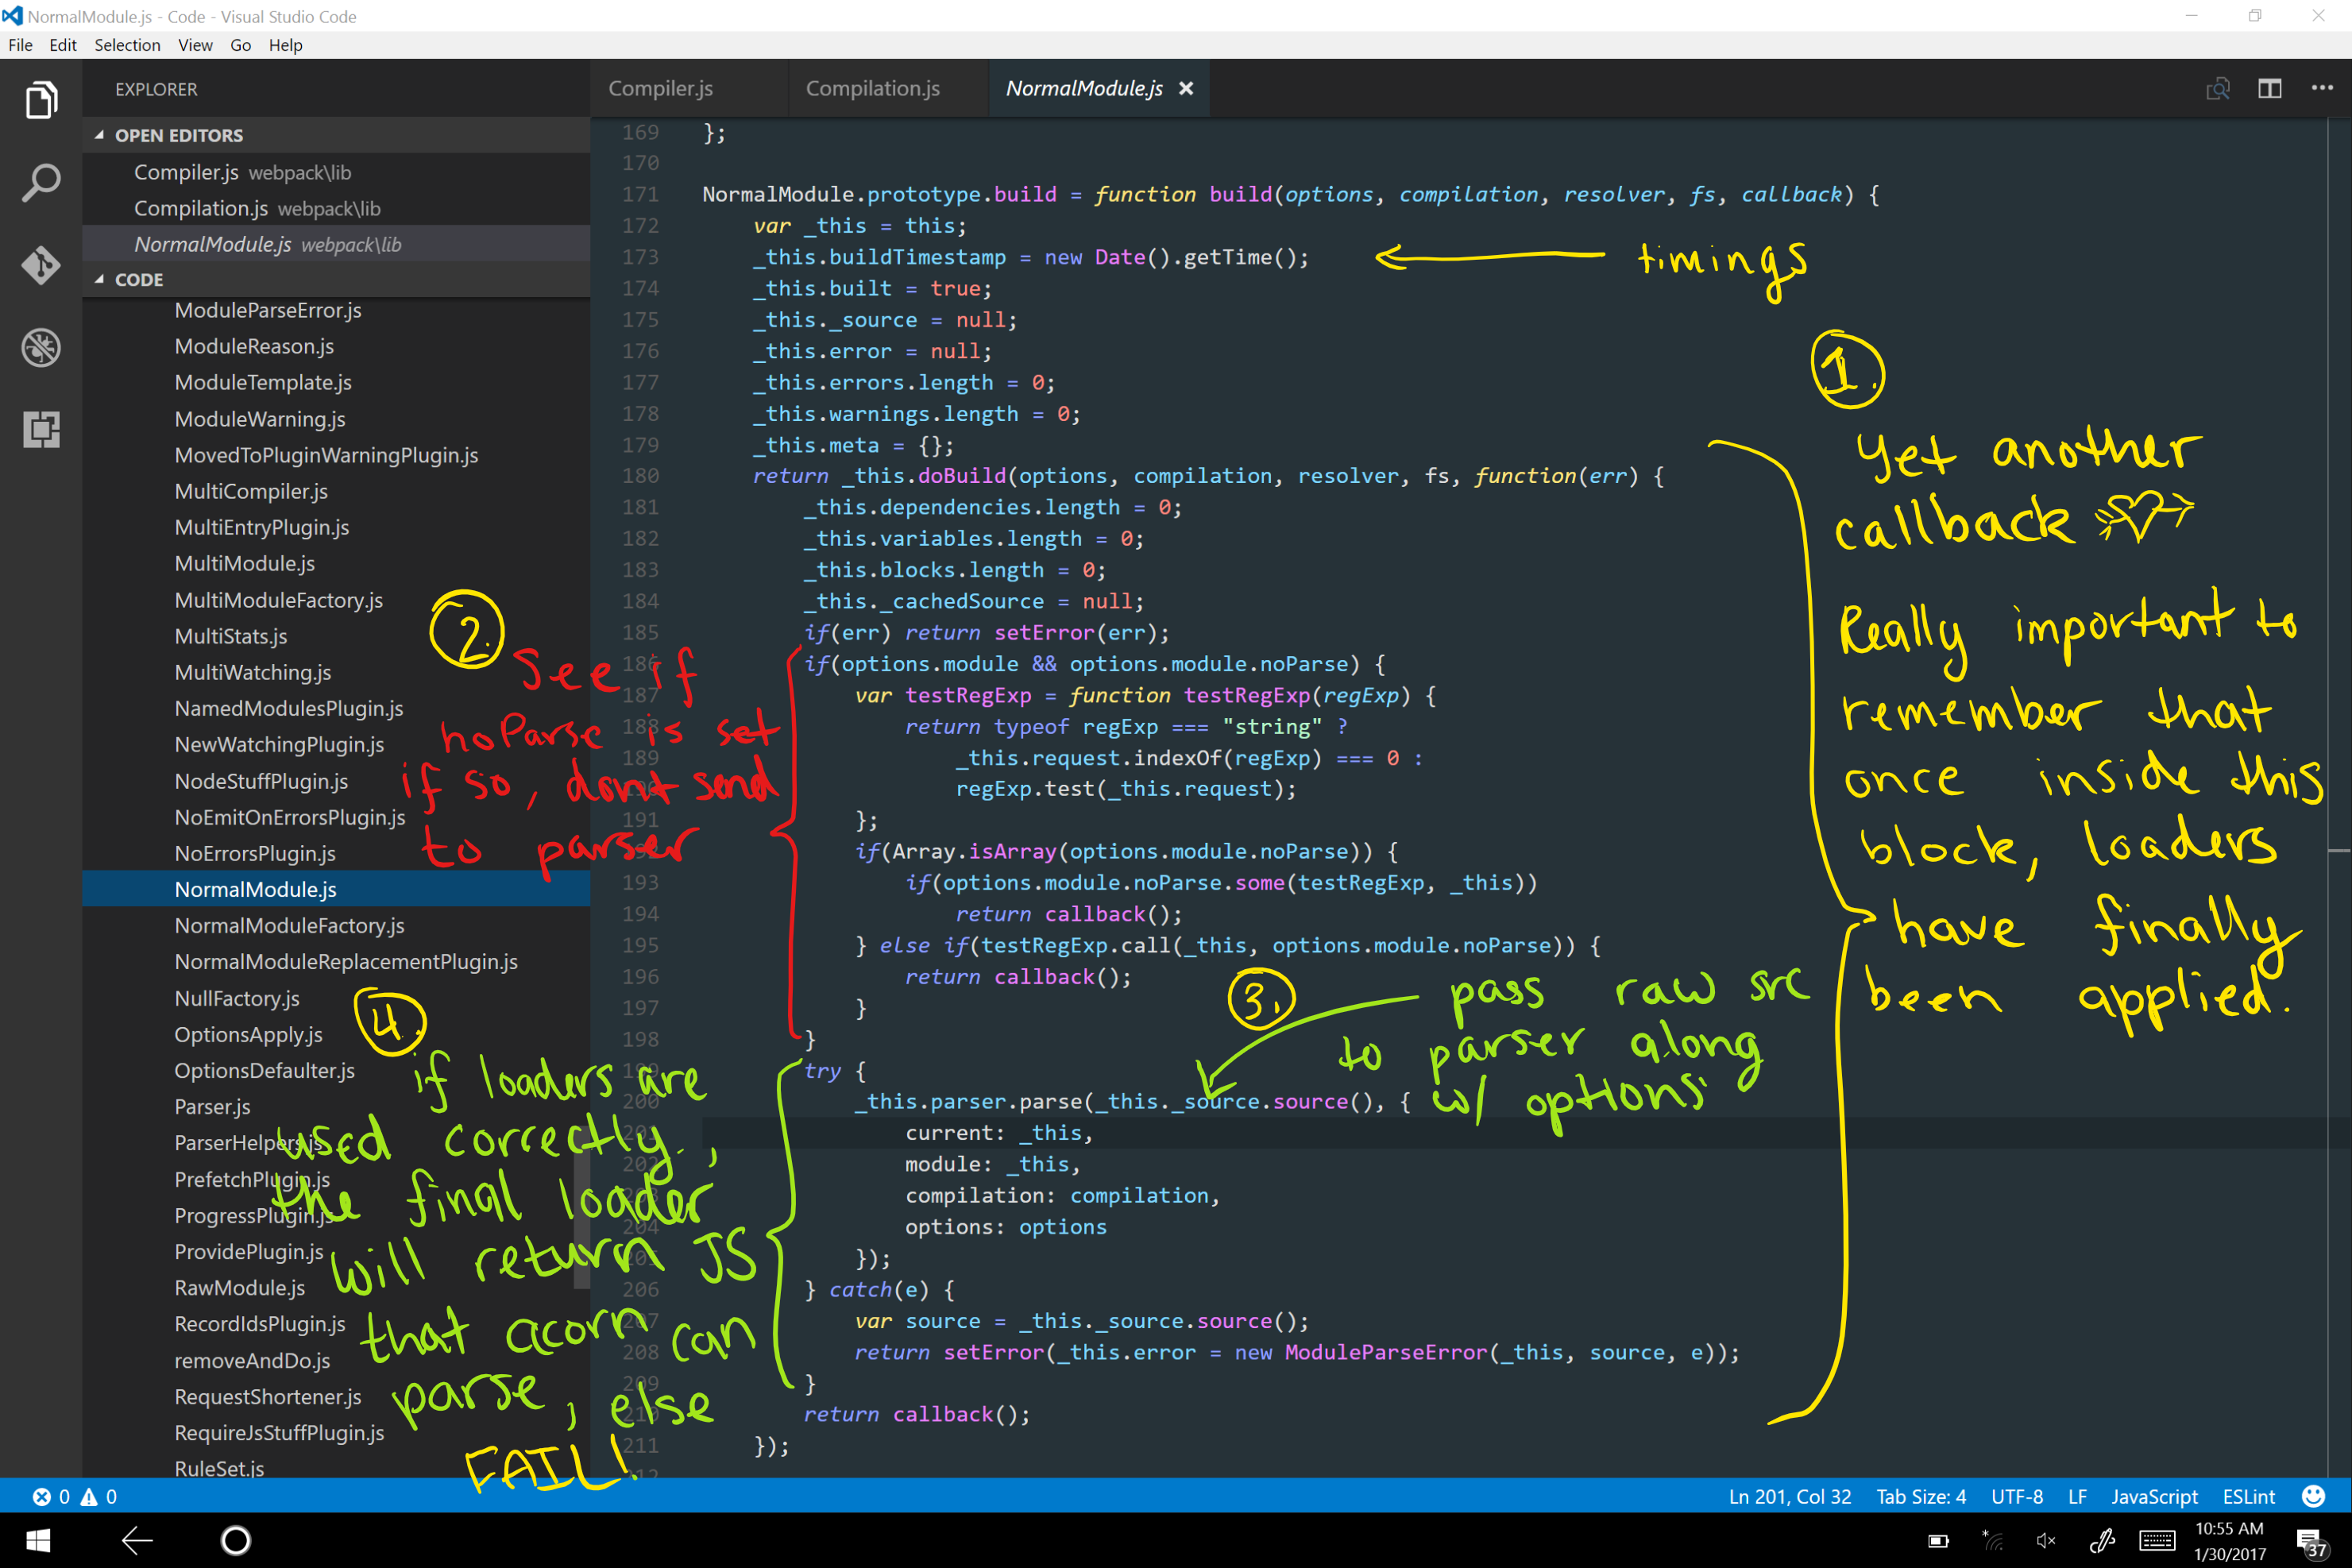 NormalModule.js - Code - Visual Studio Code
File Edit Selection View Go Help
EXPLORER
OPEN EDITORS
Compiler.js webpack\lib
Compilation.js webpack\lib
NormalModule.js webpack\lib
CODE
ModuleParseError.js
ModuleReason.js
ModuleTemplate.js
ModuleWarning.js
MovedToPluginWarningPlugin.js
MultiCompiler.js
MultiEntryPlugin.js
MultiModule.js
MultiModuleFactory.js
MultiStats.js
MultiWatching.js
NamedModulesPlugin.js
NewWatchingPlugin.js
NodeStuffPlugin.js
NoEmitOnErrorsPlugin.js
NoErrorsPlugin.js
NormalModule.js
NormalModuleFactory.js
NormalModuleReplacementPlugin.js
NullFactory.js
OptionsApply.js
OptionsDefaulter.js
Parser.js
ParserHelpers.js
PrefetchPlugin.js
ProgressPlugin.js
ProvidePlugin.js
RawModule.js
RecordIdsPlugin.js
removeAndDo.js
RequestShortener.js
RequireJsStuffPlugin.js
RuleSet.js
Compiler.js Compilation.js NormalModule.js
169 };
170
171 NormalModule.prototype.build = function build(options, compilation, resolver, fs, callback) {
172 var _this = this;
173 _this.buildTimestamp = new Date().getTime();
174 _this.built = true;
175 _this._source = null;
176 _this.error = null;
177 _this.errors.length = 0;
178 _this.warnings.length = 0;
179 _this.meta = {};
180 return _this.doBuild(options, compilation, resolver, fs, function(err) {
181 _this.dependencies.length = 0;
182 _this.variables.length = 0;
183 _this.blocks.length = 0;
184 _this._cachedSource = null;
185 if(err) return setError(err);
186 if(options.module && options.module.noParse) {
187 var testRegExp = function testRegExp(regExp) {
188 return typeof regExp === "string" ?
189 _this.request.indexOf(regExp) === 0 :
190 regExp.test(_this.request);
191 };
192 if(Array.isArray(options.module.noParse)) {
193 if(options.module.noParse.some(testRegExp, _this))
194 return callback();
195 } else if(testRegExp.call(_this, options.module.noParse)) {
196 return callback();
197 }
198 }
199 try {
200 _this.parser.parse(_this._source.source(), {
201 current: _this,
202 module: _this,
203 compilation: compilation,
204 options: options
205 });
206 } catch(e) {
207 var source = _this._source.source();
208 return setError(_this.error = new ModuleParseError(_this, source, e));
209 }
210 return callback();
211 });
212
timings
1.
Yet another
callback
Really important to
remember that
once inside this
block, loaders
have finally
been applied.
2.
See if
noParse is set
if so, dont send
to parser
3.
pass raw src
to parser along
w/ options
4.
if loaders are
used correctly,
the final loader
will return JS
that acorn can
parse, else
FAIL!
0 0
Ln 201, Col 32 Tab Size: 4 UTF-8 LF JavaScript ESLint
10:55 AM
1/30/2017
37